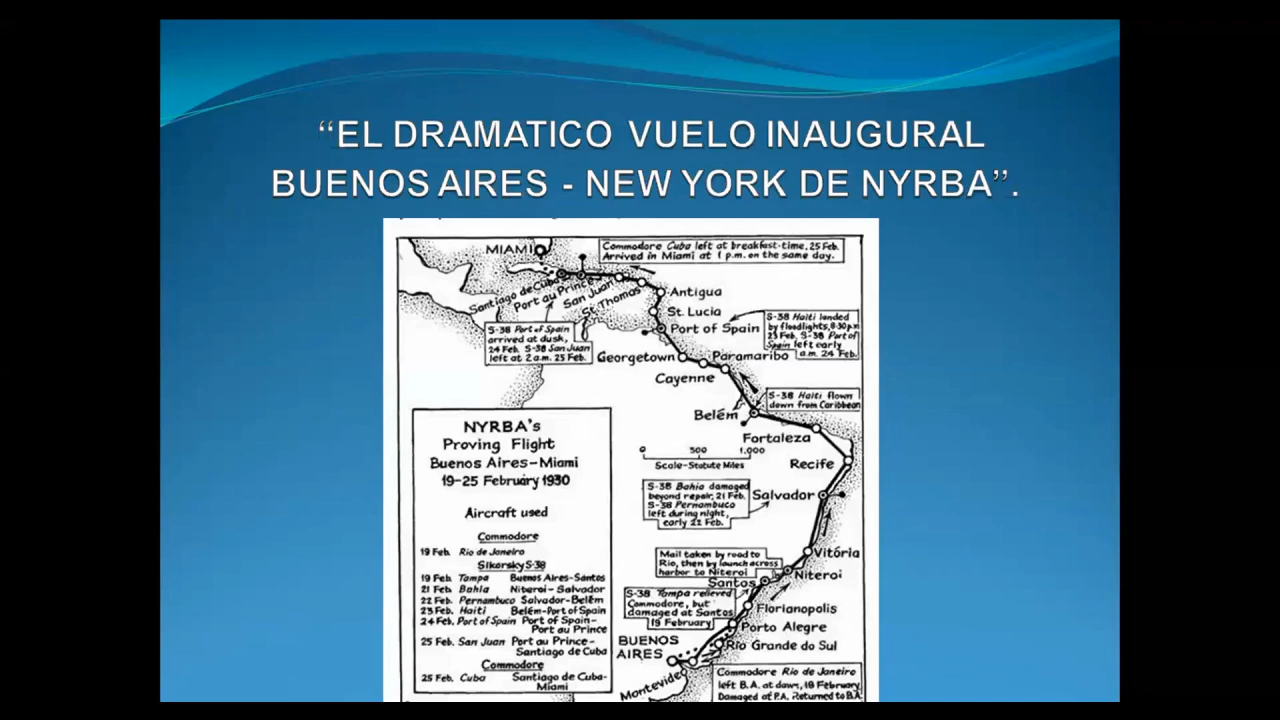 “EL DRAMATICO VUELO INAUGURAL
BUENOS AIRES - NEW YORK DE NYRBA”.
MIAMI
Commodore Cuba left at breakfast-time, 25 Feb.
Arrived in Miami at 1 p.m. on the same day.
Santiago de Cuba
Port au Prince
San Juan
St. Thomas
Antigua
St. Lucia
Port of Spain
S-38 Haiti landed
by floodlights, 8:30 p.m
23 Feb. S-38 Port of
Spain left early
a.m. 24 Feb.
S-38 Port of Spain
arrived at dusk,
24 Feb. S-38 San Juan
left at 2 a.m. 25 Feb.
Georgetown
Paramaribo
Cayenne
S-38 Haiti flown
down from Caribbean
Belém
Fortaleza
Recife
0 500 1,000
Scale-Statute Miles
S-38 Bahia damaged
beyond repair, 21 Feb.
S-38 Pernambuco
left during night,
early 22 Feb.
Salvador
Vitória
Mail taken by road to
Rio, then by launch across
harbor to Niteroi
Niteroi
Santos
S-38 Tampa relieved
Commodore, but
damaged at Santos
19 February
Florianopolis
Porto Alegre
Rio Grande do Sul
BUENOS
AIRES
Montevideo
Commodore Rio de Janeiro
left B.A. at dawn, 19 February
Damaged at P.A. Returned to B.A.
NYRBA's
Proving Flight
Buenos Aires-Miami
19-25 February 1930
Aircraft used
Commodore
19 Feb. Rio de Janeiro
Sikorsky S-38
19 Feb. Tampa Buenos Aires-Santos
21 Feb. Bahia Niteroi-Salvador
22 Feb. Pernambuco Salvador-Belém
23 Feb. Haiti Belém-Port of Spain
24 Feb. Port of Spain Port of Spain-
Port au Prince
25 Feb. San Juan Port au Prince-
Santiago de Cuba
Commodore
25 Feb. Cuba Santiago de Cuba-
Miami